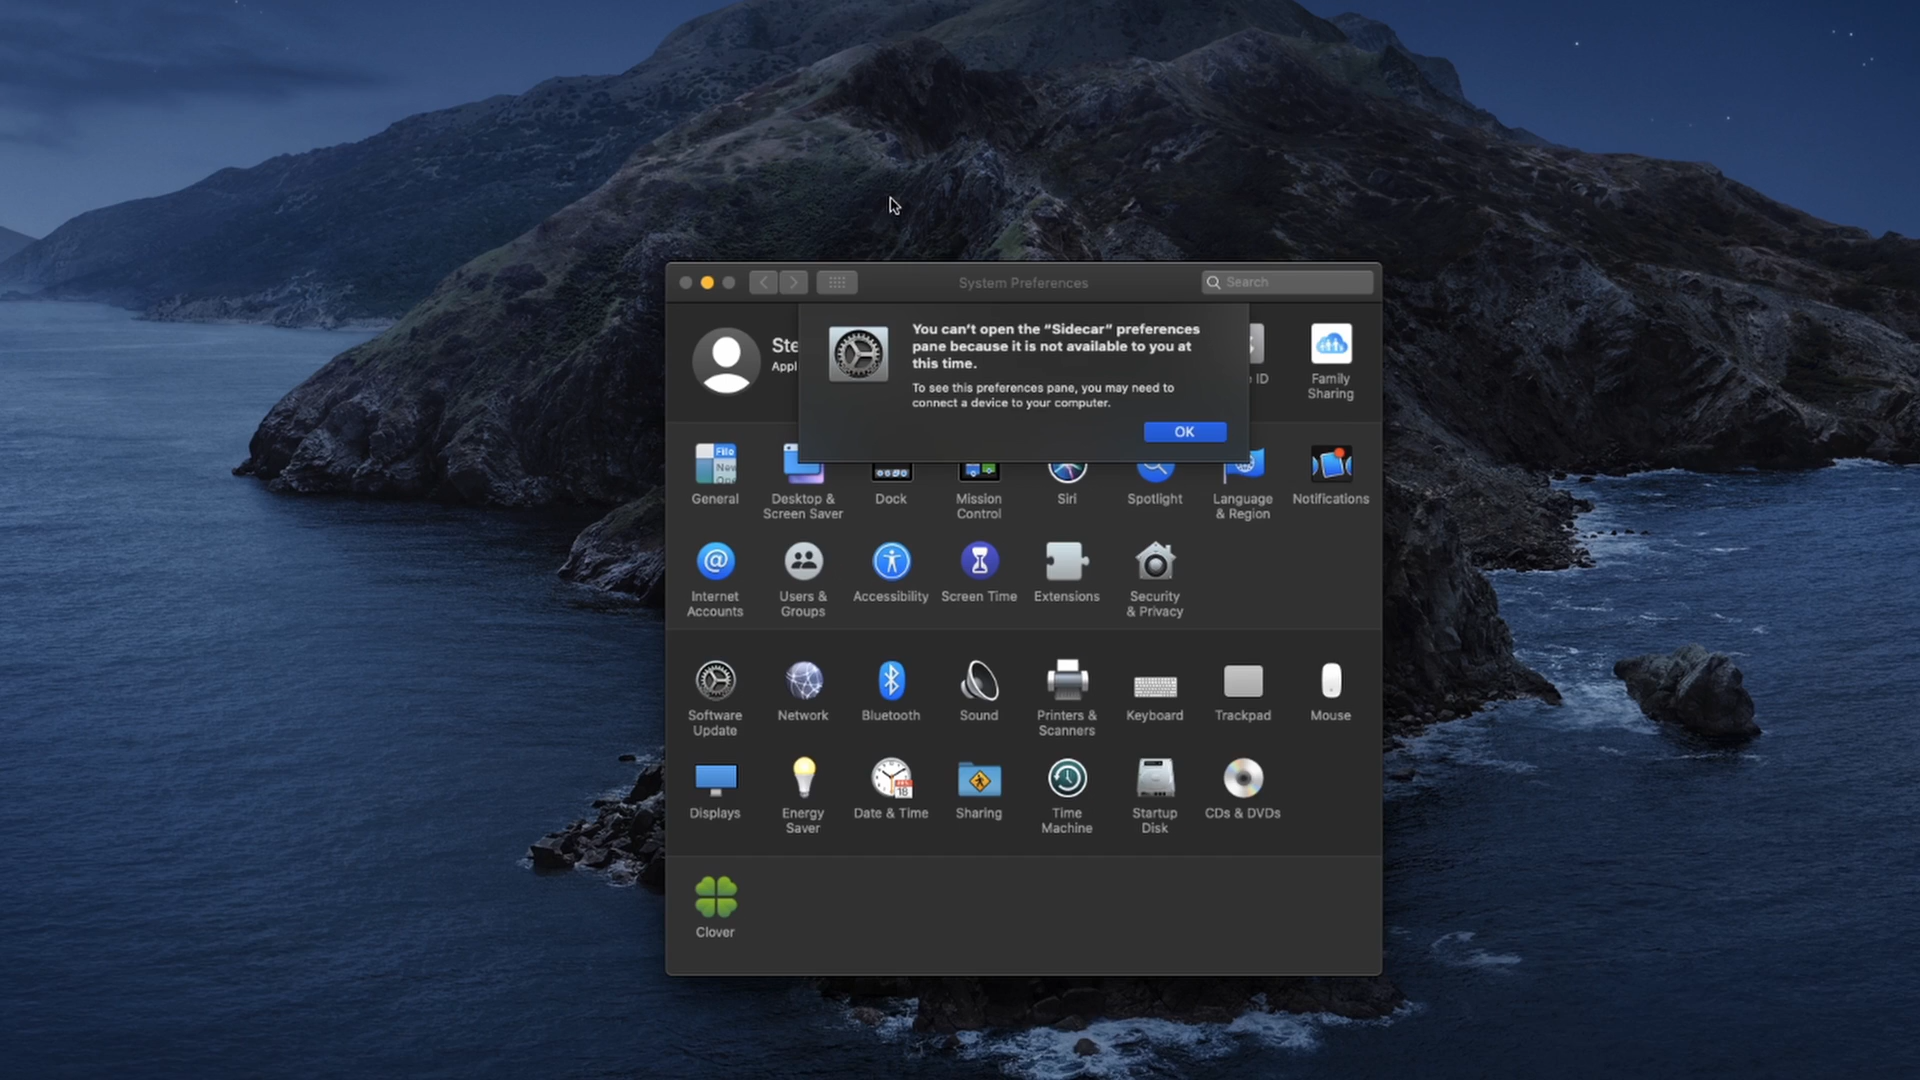 System Preferences
Search
You can't open the "Sidecar" preferences
pane because it is not available to you at
this time.
To see this preferences pane, you may need to
connect a device to your computer.
OK
Ste
Appl
ID
Family
Sharing
File
New
Ope
General
Desktop &
Screen Saver
Dock
Mission
Control
Siri
Spotlight
Language
& Region
Notifications
@
Internet
Accounts
Users &
Groups
Accessibility
Screen Time
Extensions
Security
& Privacy
Software
Update
Network
Bluetooth
Sound
Printers &
Scanners
Keyboard
Trackpad
Mouse
18
Displays
Energy
Saver
Date & Time
Sharing
Time
Machine
Startup
Disk
CDs & DVDs
Clover